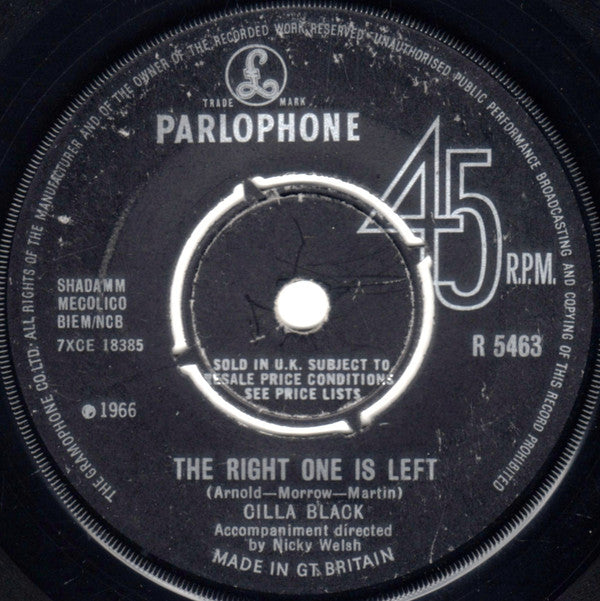 THE GRAMOPHONE CO. LTD. ALL RIGHTS OF THE MANUFACTURER AND OF THE OWNER OF THE RECORDED WORK RESERVED · UNAUTHORISED PUBLIC PERFORMANCE BROADCASTING AND COPYING OF THIS RECORD PROHIBITED
£
TRADE MARK
PARLOPHONE
45
R.P.M.
SHADAMM
MECOLICO
BIEM/NCB
7XCE 18385
R 5463
SOLD IN U.K. SUBJECT TO
ESALE PRICE CONDITIONS
SEE PRICE LISTS
℗ 1966
THE RIGHT ONE IS LEFT
(Arnold—Morrow—Martin)
CILLA BLACK
Accompaniment directed
by Nicky Welsh
MADE IN GT. BRITAIN